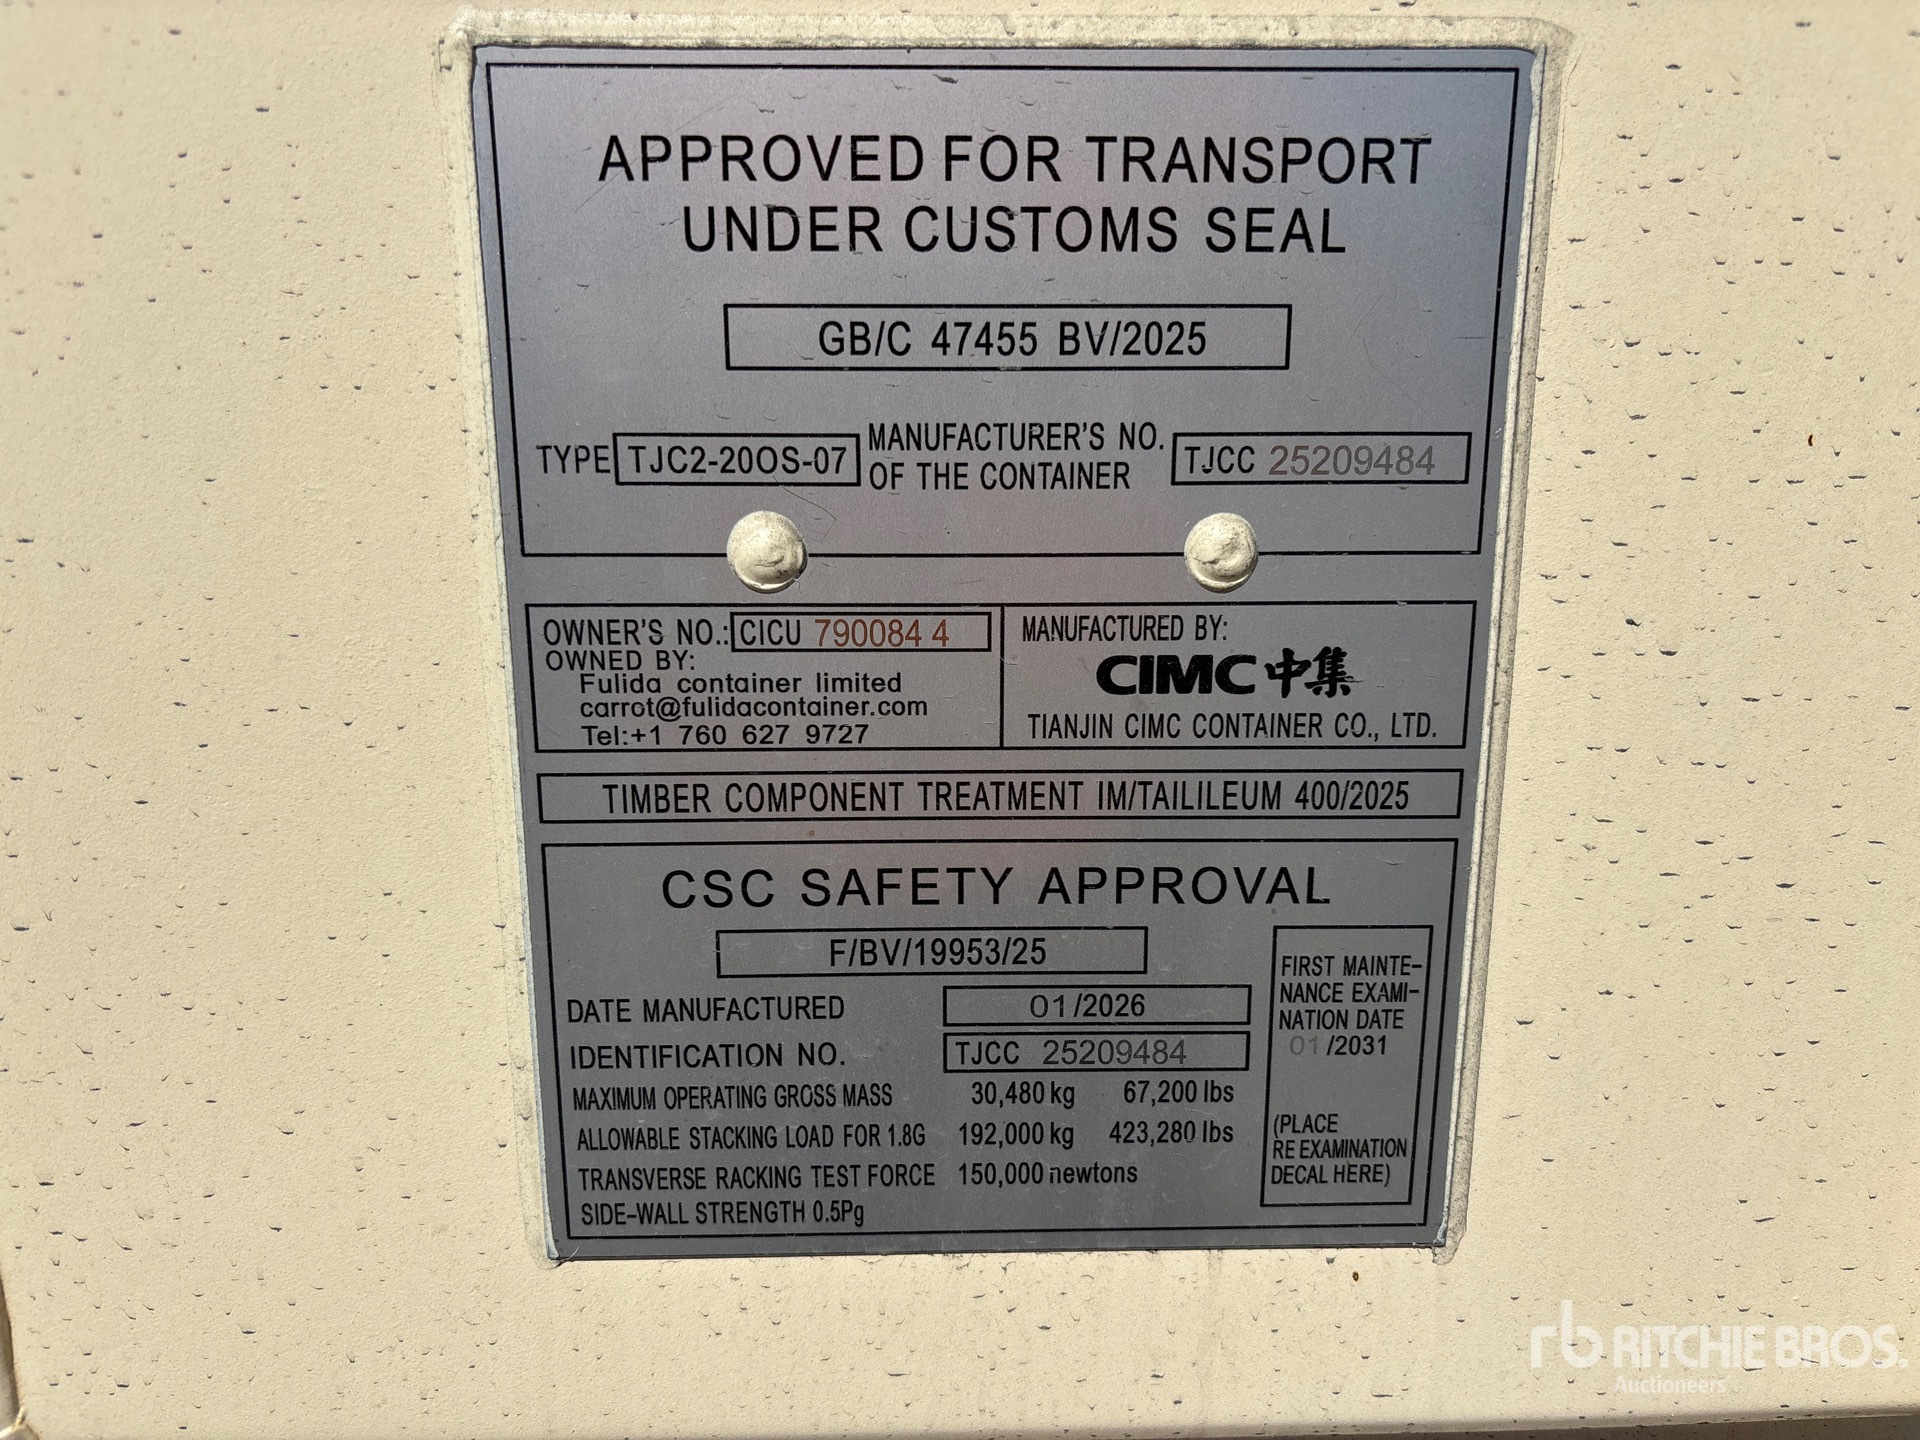 APPROVED FOR TRANSPORT
UNDER CUSTOMS SEAL
GB/C 47455 BV/2025
TYPE TJC2-20OS-07 MANUFACTURER'S NO. OF THE CONTAINER TJCC 25209484
OWNER'S NO.: CICU 790084 4
OWNED BY:
Fulida container limited
carrot@fulidacontainer.com
Tel:+1 760 627 9727
MANUFACTURED BY:
CIMC中集
TIANJIN CIMC CONTAINER CO., LTD.
TIMBER COMPONENT TREATMENT IM/TAILILEUM 400/2025
CSC SAFETY APPROVAL
F/BV/19953/25
DATE MANUFACTURED 01/2026
IDENTIFICATION NO. TJCC 25209484
MAXIMUM OPERATING GROSS MASS 30,480 kg 67,200 lbs
ALLOWABLE STACKING LOAD FOR 1.8G 192,000 kg 423,280 lbs
TRANSVERSE RACKING TEST FORCE 150,000 newtons
SIDE-WALL STRENGTH 0.5Pg
FIRST MAINTE-
NANCE EXAMI-
NATION DATE
01/2031
(PLACE
RE EXAMINATION
DECAL HERE)
rb RITCHIE BROS.
Auctioneers